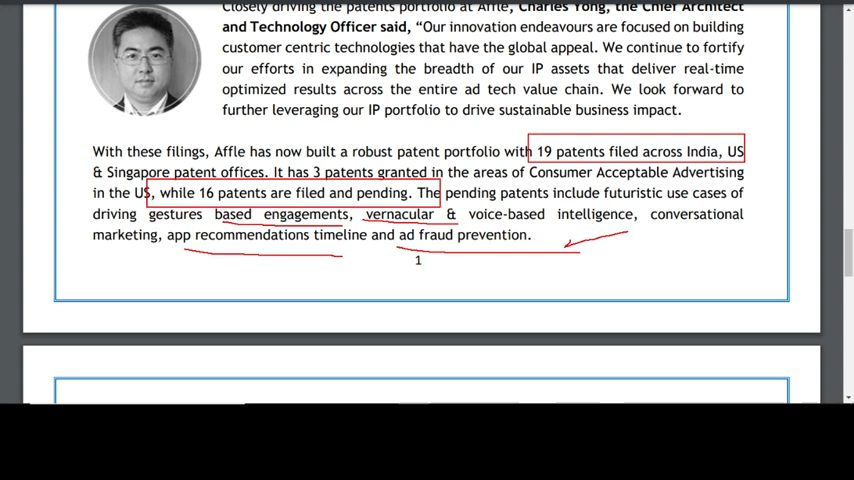 Closely driving the patents portfolio at Affle, Charles Yong, the Chief Architect
and Technology Officer said, “Our innovation endeavours are focused on building
customer centric technologies that have the global appeal. We continue to fortify
our efforts in expanding the breadth of our IP assets that deliver real-time
optimized results across the entire ad tech value chain. We look forward to
further leveraging our IP portfolio to drive sustainable business impact.
With these filings, Affle has now built a robust patent portfolio with 19 patents filed across India, US
& Singapore patent offices. It has 3 patents granted in the areas of Consumer Acceptable Advertising
in the US, while 16 patents are filed and pending. The pending patents include futuristic use cases of
driving gestures based engagements, vernacular & voice-based intelligence, conversational
marketing, app recommendations timeline and ad fraud prevention.
1